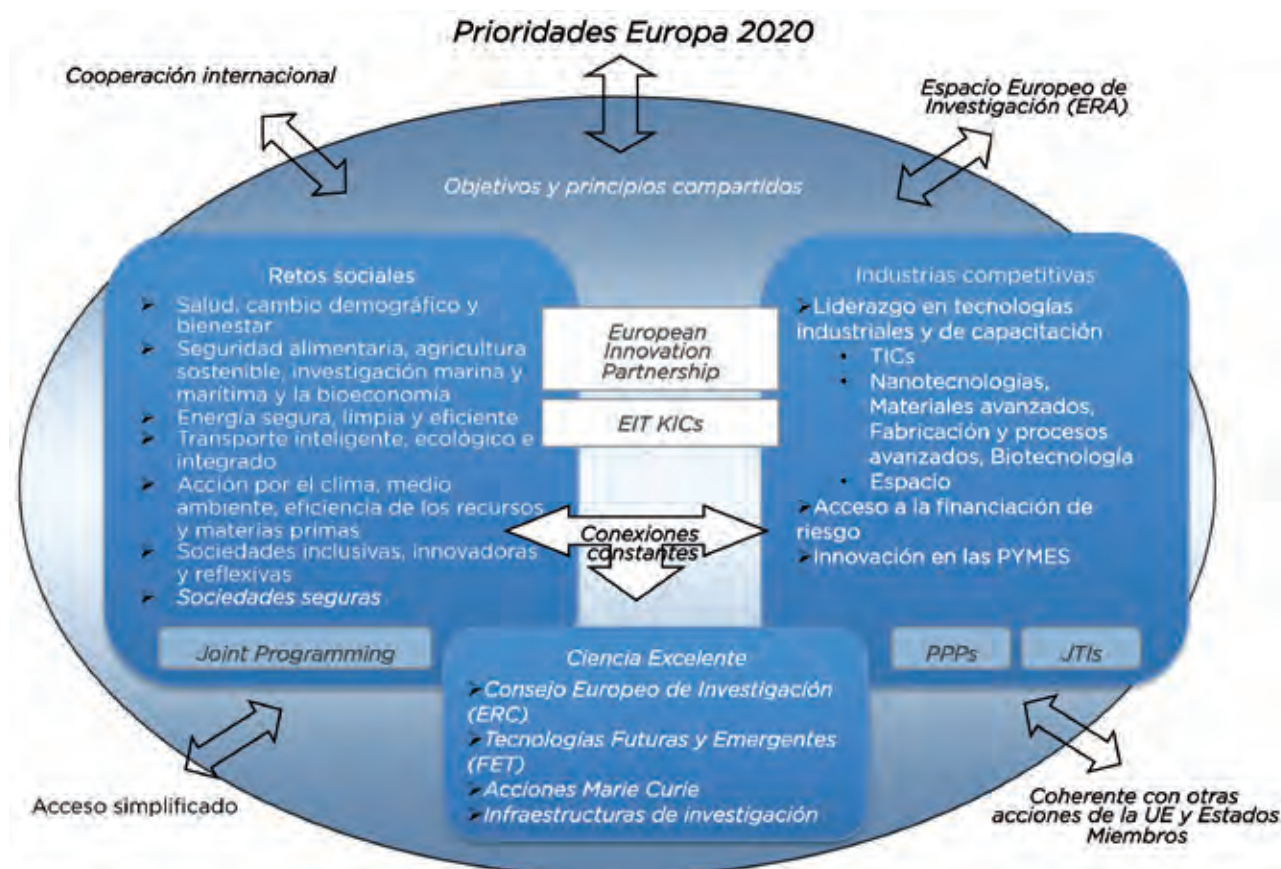 Prioridades Europa 2020
Cooperación internacional
Espacio Europeo de
Investigación (ERA)
Objetivos y principios compartidos
Retos sociales
➢ Salud, cambio demográfico y
bienestar
➢ Seguridad alimentaria, agricultura
sostenible, investigación marina y
marítima y la bioeconomía
➢ Energía segura, limpia y eficiente
➢ Transporte inteligente, ecológico e
integrado
➢ Acción por el clima, medio
ambiente, eficiencia de los recursos
y materias primas
➢ Sociedades inclusivas, innovadoras
y reflexivas
➢ Sociedades seguras
Joint Programming
European
Innovation
Partnership
EIT KICs
Conexiones
constantes
Industrias competitivas
➢Liderazgo en tecnologías
industriales y de capacitación
• TICs
• Nanotecnologías,
Materiales avanzados,
Fabricación y procesos
avanzados, Biotecnología
• Espacio
➢Acceso a la financiación de
riesgo
➢Innovación en las PYMES
PPPs
JTIs
Ciencia Excelente
➢Consejo Europeo de Investigación
(ERC)
➢Tecnologías Futuras y Emergentes
(FET)
➢Acciones Marie Curie
➢Infraestructuras de investigación
Acceso simplificado
Coherente con otras
acciones de la UE y Estados
Miembros